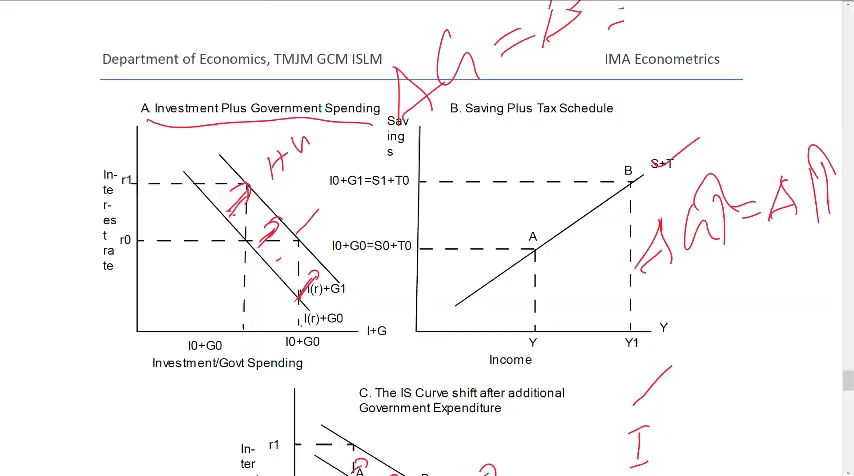 ΔG = B =
Department of Economics, TMJM GCM ISLM IMA Econometrics
A. Investment Plus Government Spending
B. Saving Plus Tax Schedule
Sav
ing
s
In-
te
r-
es
t
ra
te
r1
r0
I+G
I(r)+G1
I(r)+G0
I+G
I0+G0
I0+G0
Investment/Govt Spending
I0+G1=S1+T0
I0+G0=S0+T0
B
S+T
A
Y
Y1
Y
Income
C. The IS Curve shift after additional
Government Expenditure
In-
ter
r1
A
I